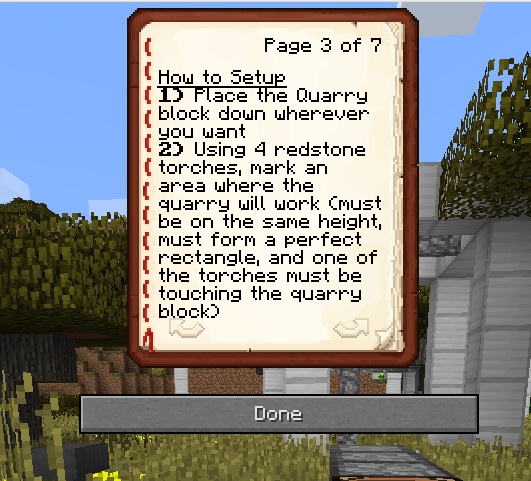 Page 3 of 7
How to Setup
1) Place the Quarry
block down wherever
you want
2) Using 4 redstone
torches, mark an
area where the
quarry will work (Must
be on the same height,
must form a perfect
rectangle, and one of
the torches must be
touching the quarry
block)
Done